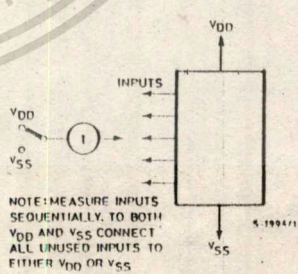 VDD
INPUTS
VDD
I
VSS
NOTE: MEASURE INPUTS
SEQUENTIALLY, TO BOTH
VDD AND VSS CONNECT
ALL UNUSED INPUTS TO
EITHER VDD OR VSS
VSS